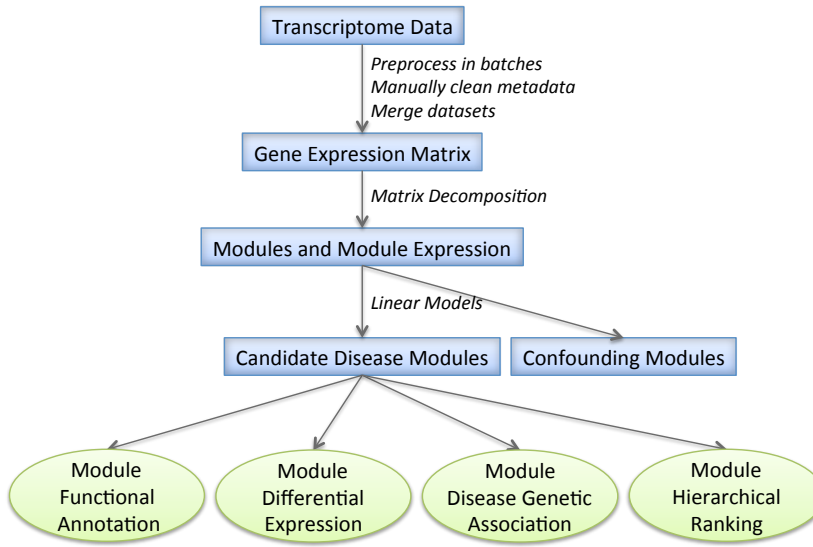 Transcriptome Data
Preprocess in batches
Manually clean metadata
Merge datasets
Gene Expression Matrix
Matrix Decomposition
Modules and Module Expression
Linear Models
Candidate Disease Modules
Confounding Modules
Module
Functional
Annotation
Module
Differential
Expression
Module
Disease Genetic
Association
Module
Hierarchical
Ranking